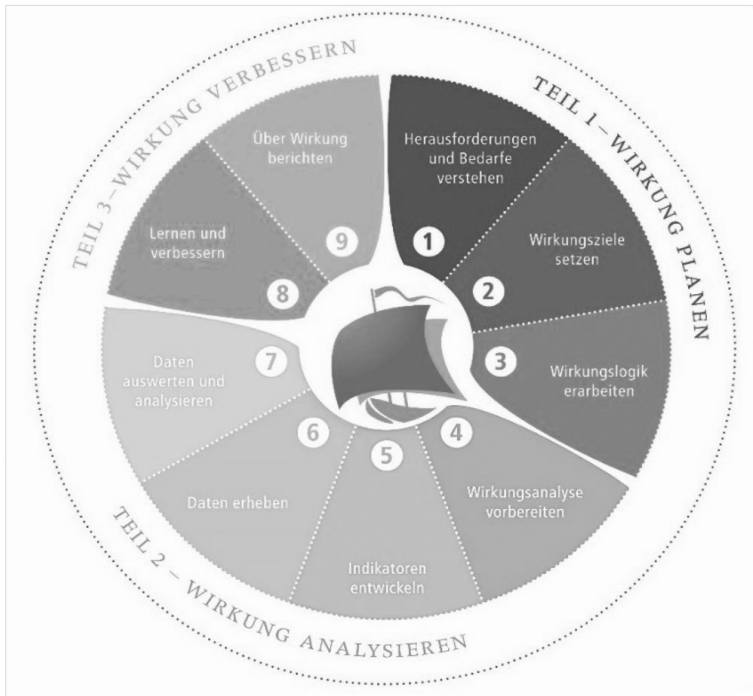 TEIL 1 – WIRKUNG PLANEN
Herausforderungen
und Bedarfe
verstehen
1
Wirkungsziele
setzen
2
Wirkungslogik
erarbeiten
3
TEIL 2 – WIRKUNG ANALYSIEREN
Wirkungsanalyse
vorbereiten
4
Indikatoren
entwickeln
5
Daten erheben
6
Daten
auswerten und
analysieren
7
TEIL 3 – WIRKUNG VERBESSERN
Lernen und
verbessern
8
Über Wirkung
berichten
9